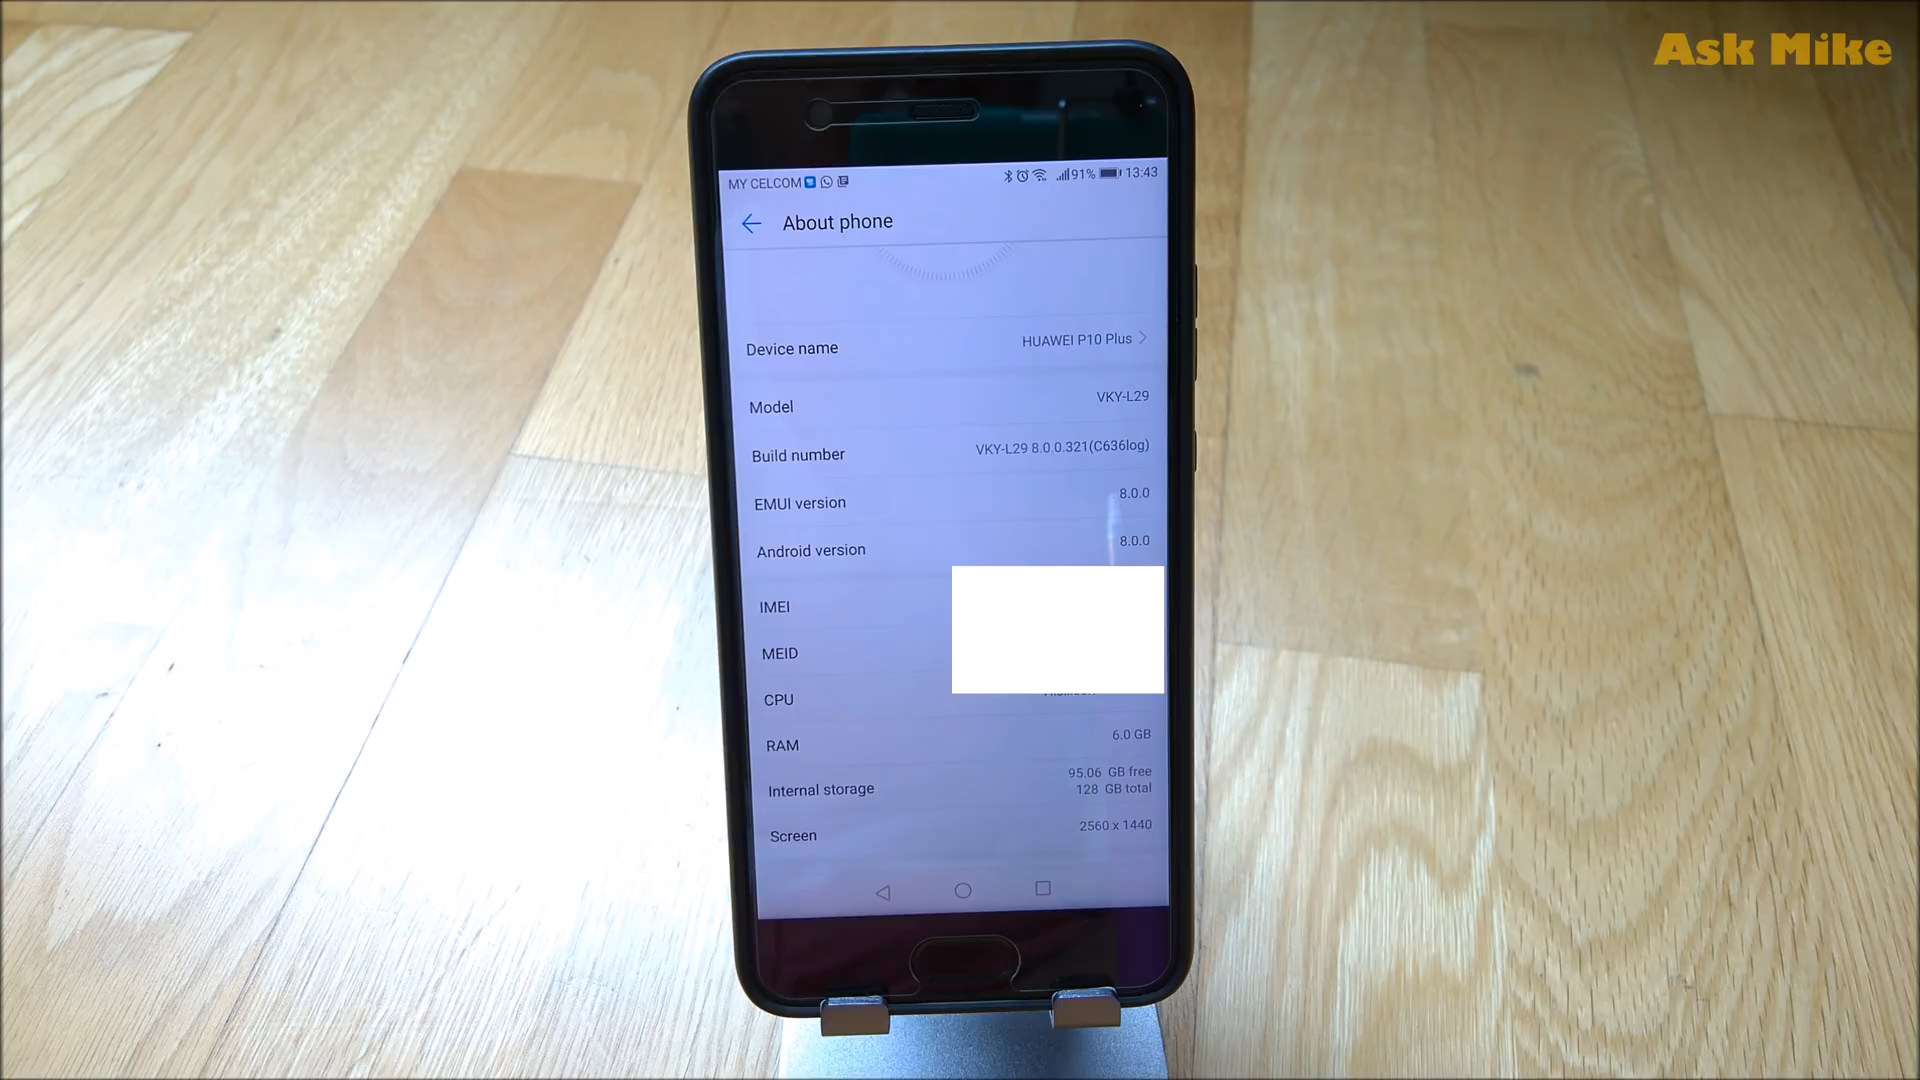 Ask Mike
MY CELCOM 91% 13:43
About phone
Device name HUAWEI P10 Plus
Model VKY-L29
Build number VKY-L29 8.0.0.321(C636log)
EMUI version 8.0.0
Android version 8.0.0
IMEI
MEID
CPU
RAM 6.0 GB
Internal storage 95.06 GB free
128 GB total
Screen 2560 x 1440